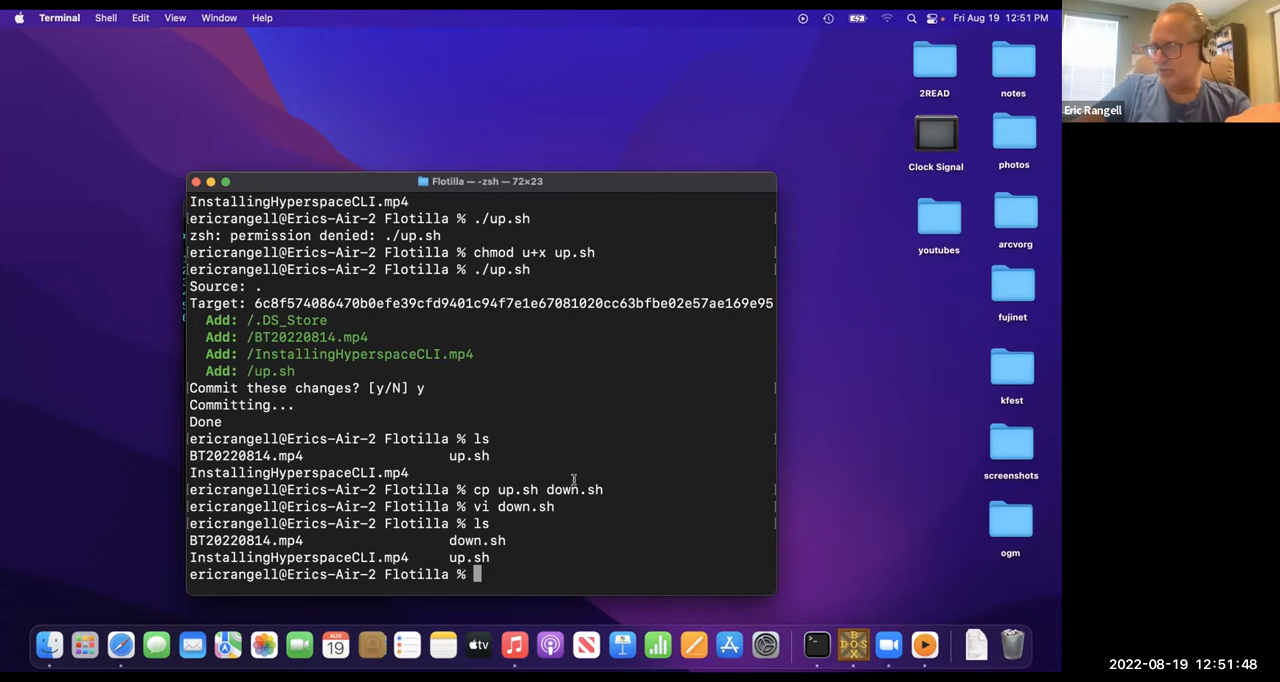 Terminal Shell Edit View Window Help
Fri Aug 19 12:51 PM
Eric Rangell
2READ
notes
Clock Signal
photos
youtubes
arcvorg
fujinet
kfest
screenshots
ogm
Flotilla — -zsh — 72×23
InstallingHyperspaceCLI.mp4
ericrangell@Erics-Air-2 Flotilla % ./up.sh
zsh: permission denied: ./up.sh
ericrangell@Erics-Air-2 Flotilla % chmod u+x up.sh
ericrangell@Erics-Air-2 Flotilla % ./up.sh
Source: .
Target: 6c8f574086470b0efe39cfd9401c94f7e1e67081020cc63bfbe02e57ae169e95
Add: /.DS_Store
Add: /BT20220814.mp4
Add: /InstallingHyperspaceCLI.mp4
Add: /up.sh
Commit these changes? [y/N] y
Committing...
Done
ericrangell@Erics-Air-2 Flotilla % ls
BT20220814.mp4 up.sh
InstallingHyperspaceCLI.mp4
ericrangell@Erics-Air-2 Flotilla % cp up.sh down.sh
ericrangell@Erics-Air-2 Flotilla % vi down.sh
ericrangell@Erics-Air-2 Flotilla % ls
BT20220814.mp4 down.sh
InstallingHyperspaceCLI.mp4 up.sh
ericrangell@Erics-Air-2 Flotilla %
AUG
19
tv
DOS
2022-08-19 12:51:48